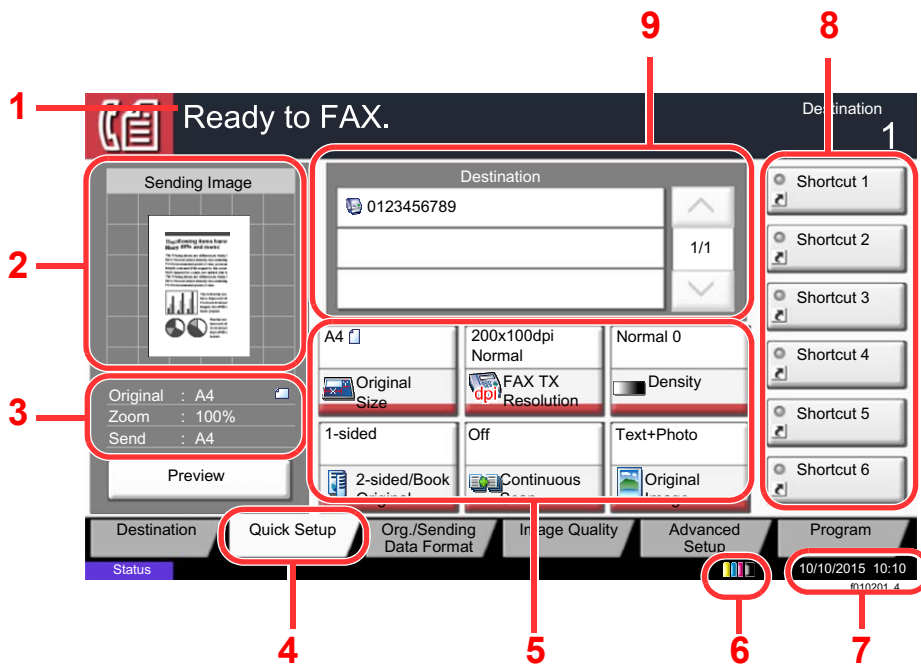 9
8
1
Ready to FAX.
Destination
1
Sending Image
Destination
0123456789
1/1
2
Shortcut 1
Shortcut 2
Shortcut 3
Shortcut 4
Shortcut 5
Shortcut 6
A4
200x100dpi
Normal
Normal 0
Original
Size
dpi
FAX TX
Resolution
Density
3
Original : A4
Zoom : 100%
Send : A4
Preview
1-sided
Off
Text+Photo
2-sided/Book
Continuous
Original
Destination
Quick Setup
Org./Sending
Data Format
Image Quality
Advanced
Setup
Program
Status
10/10/2015 10:10
f010201_4
4
5
6
7